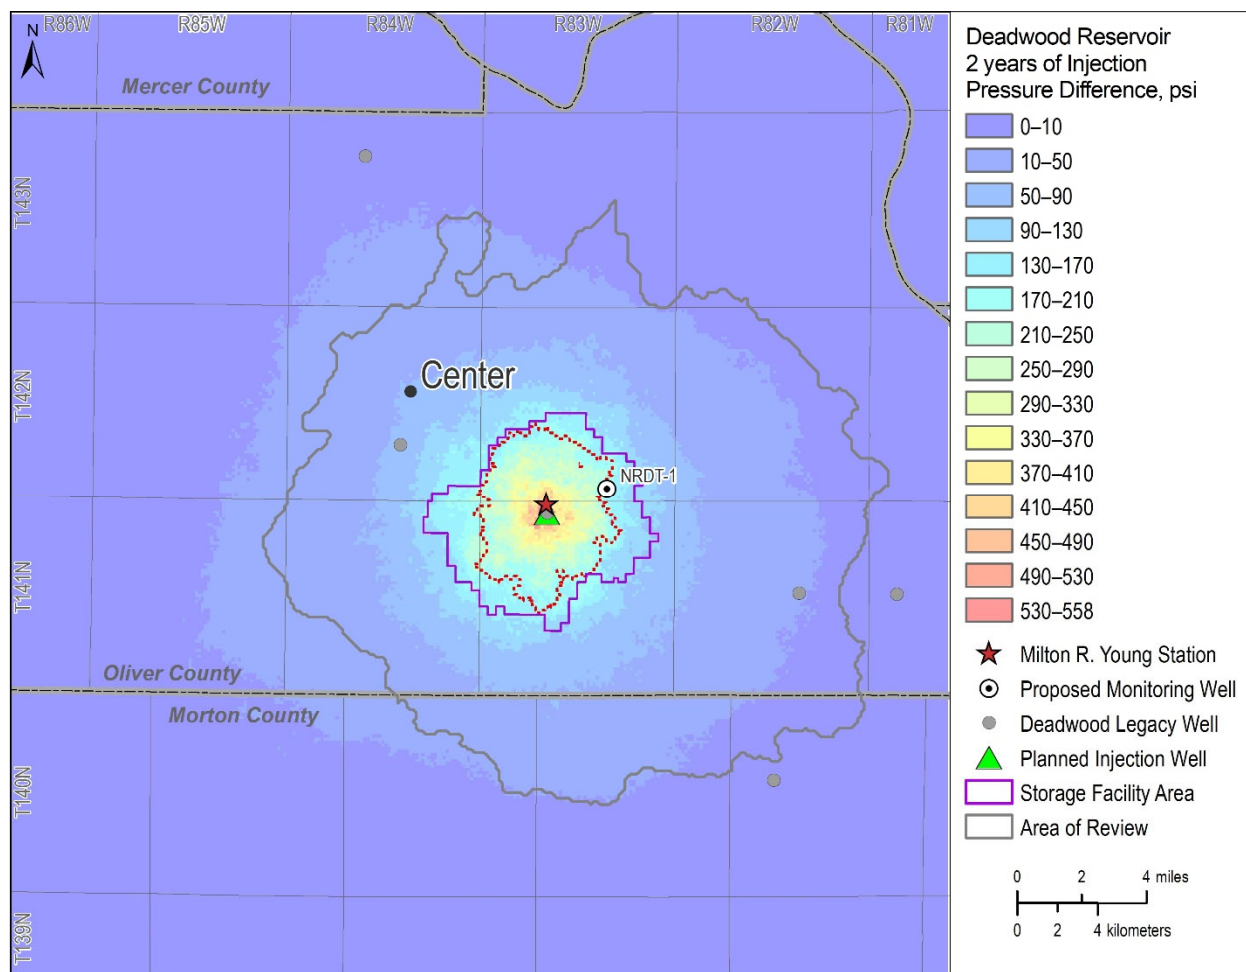 R86W
R85W
R84W
R83W
R82W
R81W
N
Mercer County
T143N
T142N
Center
NRDT-1
T141N
Oliver County
Morton County
T140N
T139N
Deadwood Reservoir
2 years of Injection
Pressure Difference, psi
0–10
10–50
50–90
90–130
130–170
170–210
210–250
250–290
290–330
330–370
370–410
410–450
450–490
490–530
530–558
Milton R. Young Station
Proposed Monitoring Well
Deadwood Legacy Well
Planned Injection Well
Storage Facility Area
Area of Review
0 2 4 miles
0 2 4 kilometers